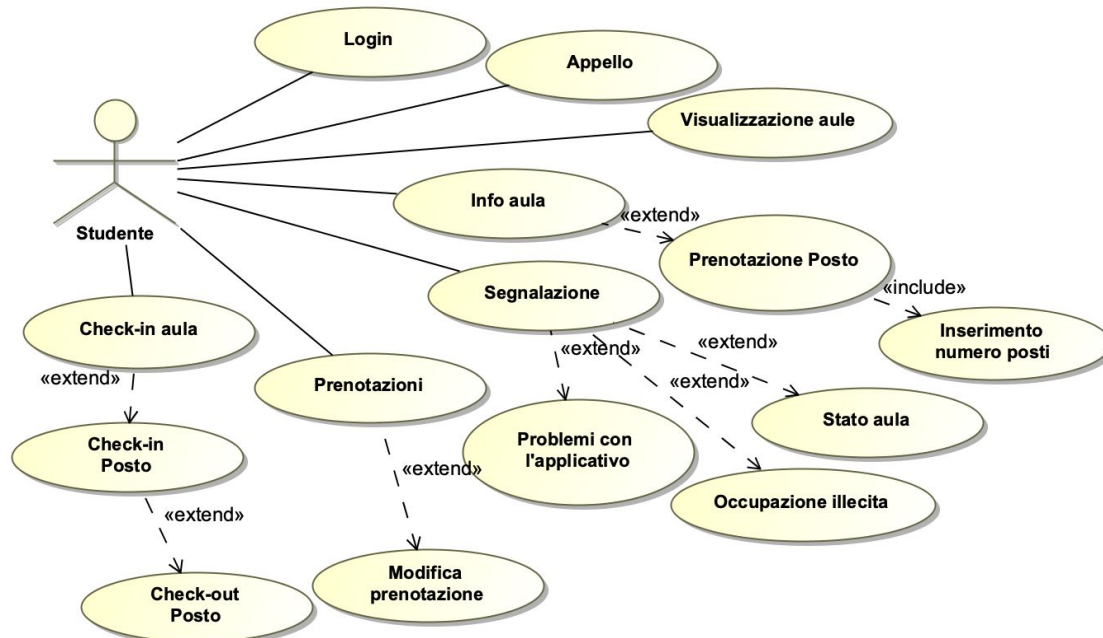 Login
Appello
Visualizzazione aule
Info aula
«extend»
Studente
Prenotazione Posto
Segnalazione
«include»
Check-in aula
Inserimento
numero posti
«extend»
«extend»
«extend»
Prenotazioni
«extend»
Stato aula
Check-in
Posto
Problemi con
l'applicativo
«extend»
Occupazione illecita
«extend»
Modifica
prenotazione
Check-out
Posto